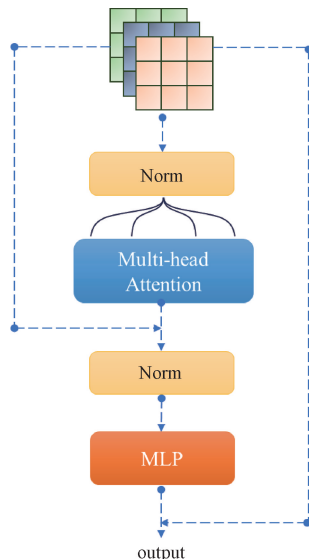 Norm
Multi-head
Attention
Norm
MLP
output